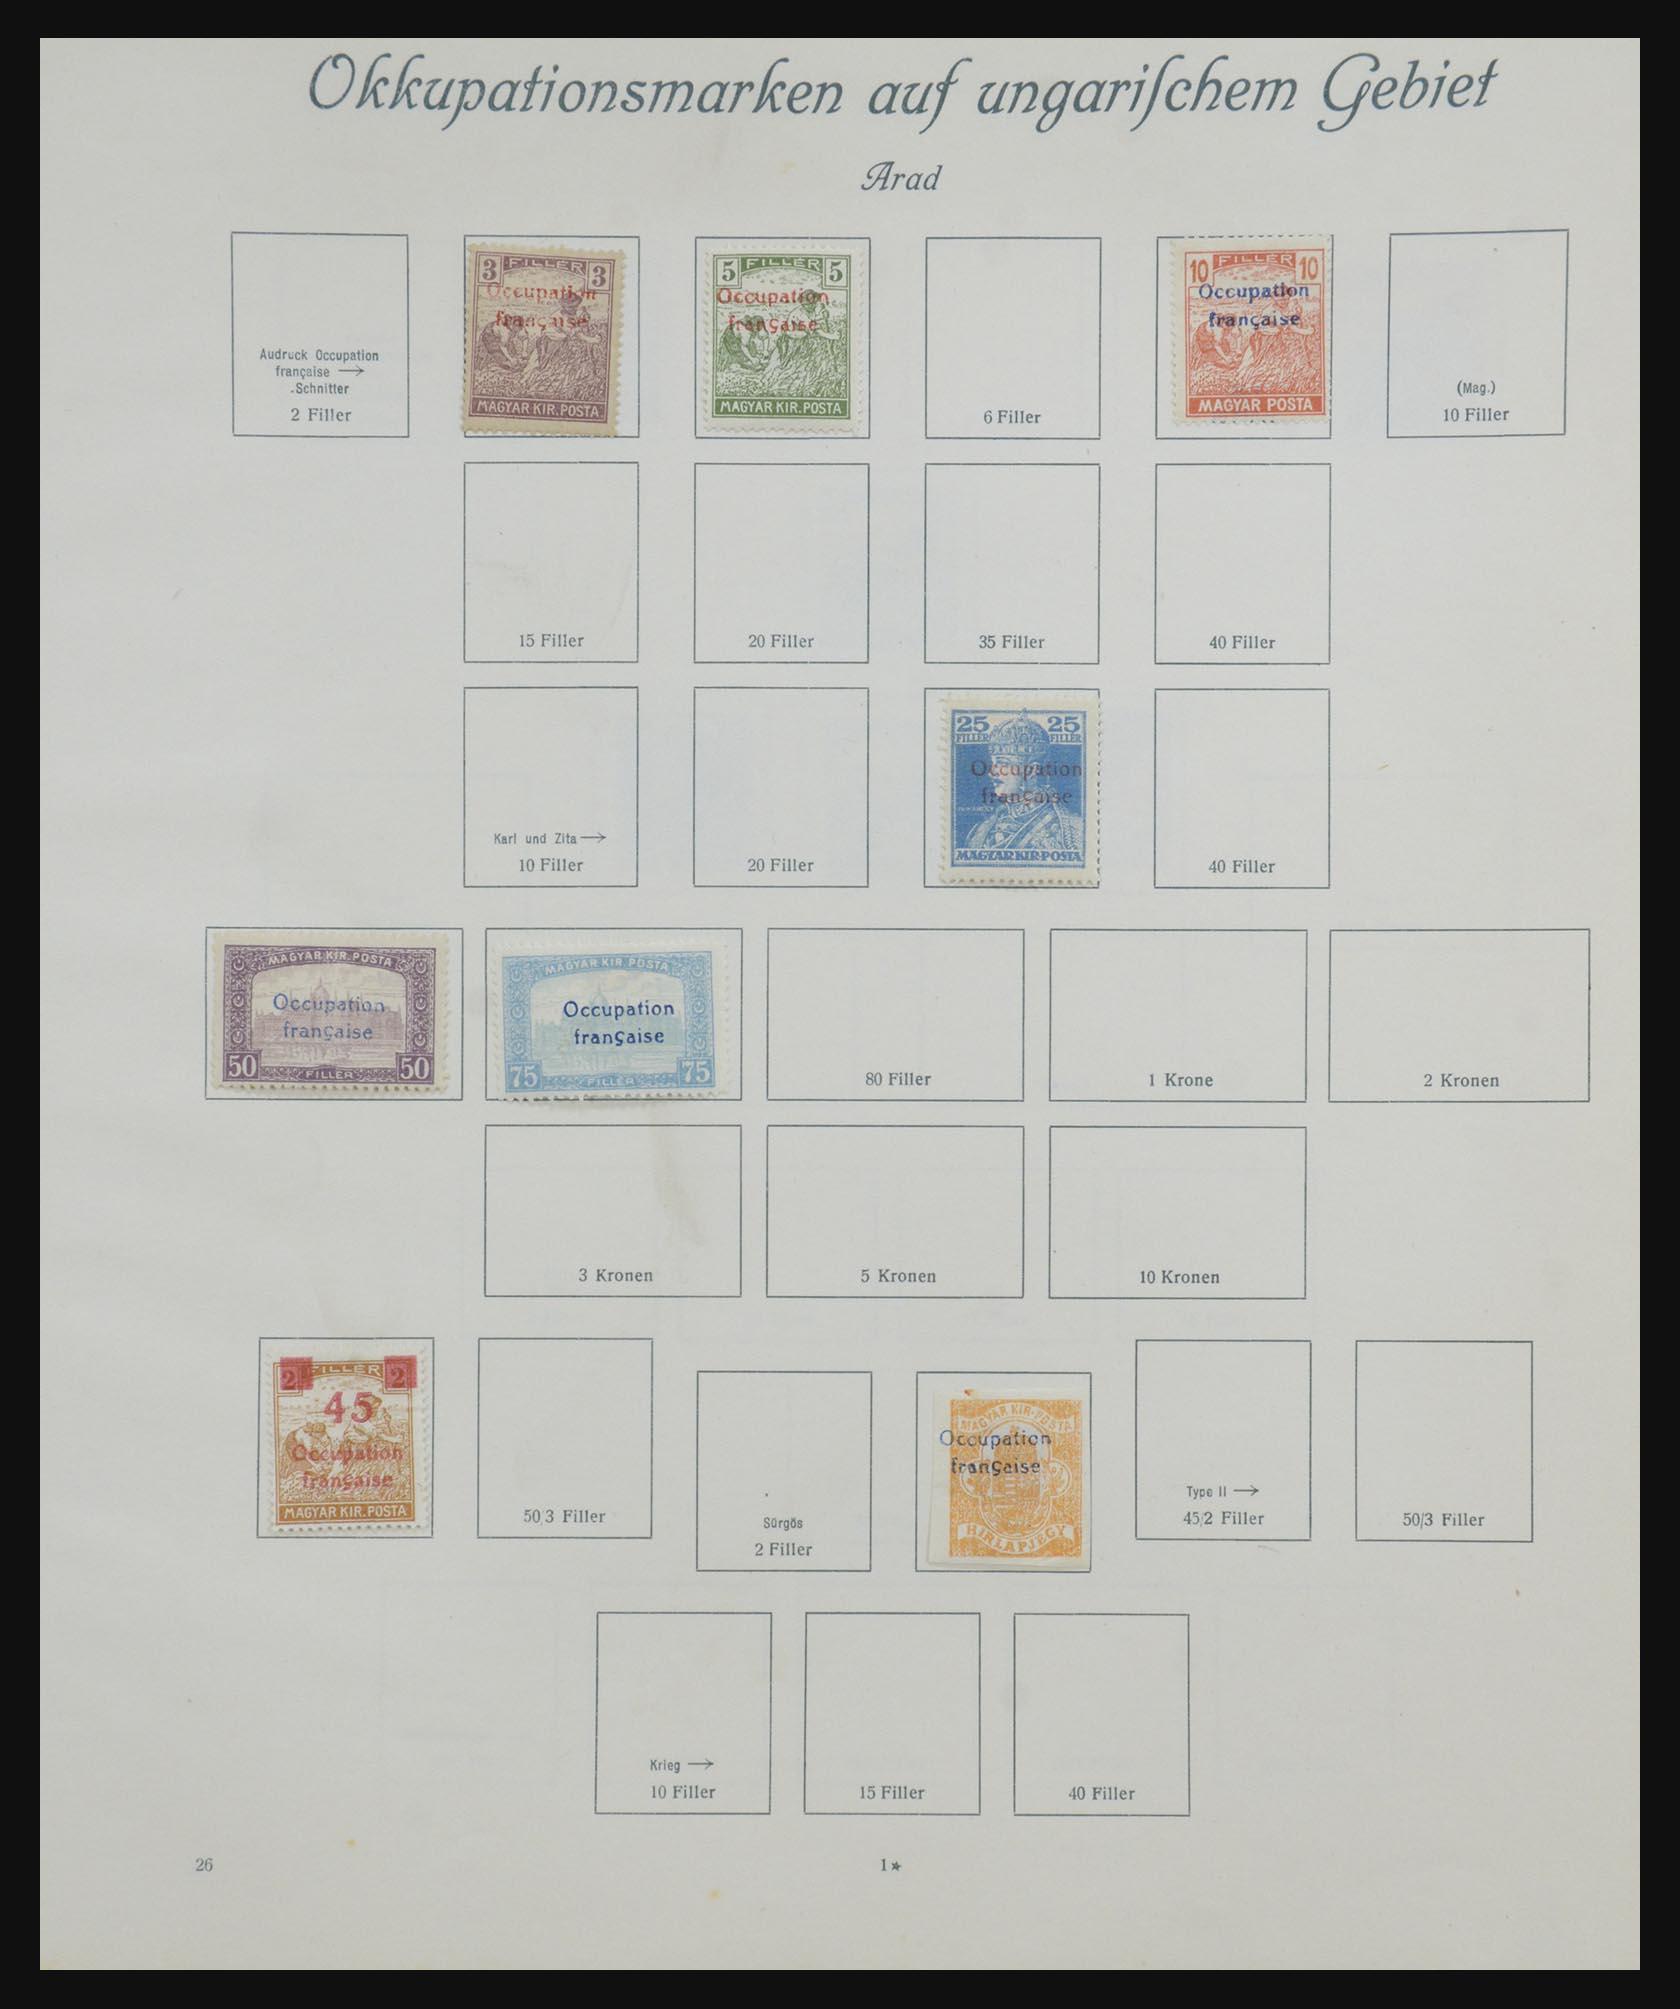 Okkupationsmarken auf ungariſchem Gebiet
Arad
Audruck Occupation
française →
.Schnitter
2 Filler
3 FILLER 3
Occupation
française
MAGYAR KIR. POSTA
5 FILLER 5
Occupation
française
MAGYAR KIR. POSTA
6 Filler
10 FILLER 10
Occupation
française
MAGYAR POSTA
(Mag.)
10 Filler
15 Filler
20 Filler
35 Filler
40 Filler
Karl und Zita →
10 Filler
20 Filler
25 25
FILLER FILLER
Occupation
française
MAGYAR KIR. POSTA
40 Filler
MAGYAR KIR. POSTA
Occupation
française
50 FILLER 50
MAGYAR KIR. POSTA
Occupation
française
75 FILLER 75
80 Filler
1 Krone
2 Kronen
3 Kronen
5 Kronen
10 Kronen
2 FILLER 2
45
Occupation
française
MAGYAR KIR. POSTA
50/3 Filler
Sürgös
2 Filler
MAGYAR KIR. POSTA
Occupation
française
HIRLAPJEGY
Type II →
45/2 Filler
50/3 Filler
Krieg →
10 Filler
15 Filler
40 Filler
26
1*